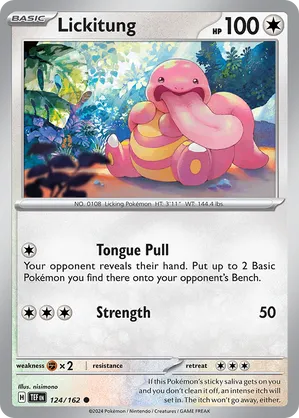 BASIC
Lickitung
HP 100
NO. 0108 Licking Pokémon HT: 3'11" WT: 144.4 lbs
Tongue Pull
Your opponent reveals their hand. Put up to 2 Basic
Pokémon you find there onto your opponent's Bench.
Strength 50
weakness ×2 resistance retreat
Illus. nisimono
If this Pokémon's sticky saliva gets on you
and you don't clean it off, an intense itch will
set in. The itch won't go away, either.
H TEF EN 124/162
©2024 Pokémon / Nintendo / Creatures / GAME FREAK